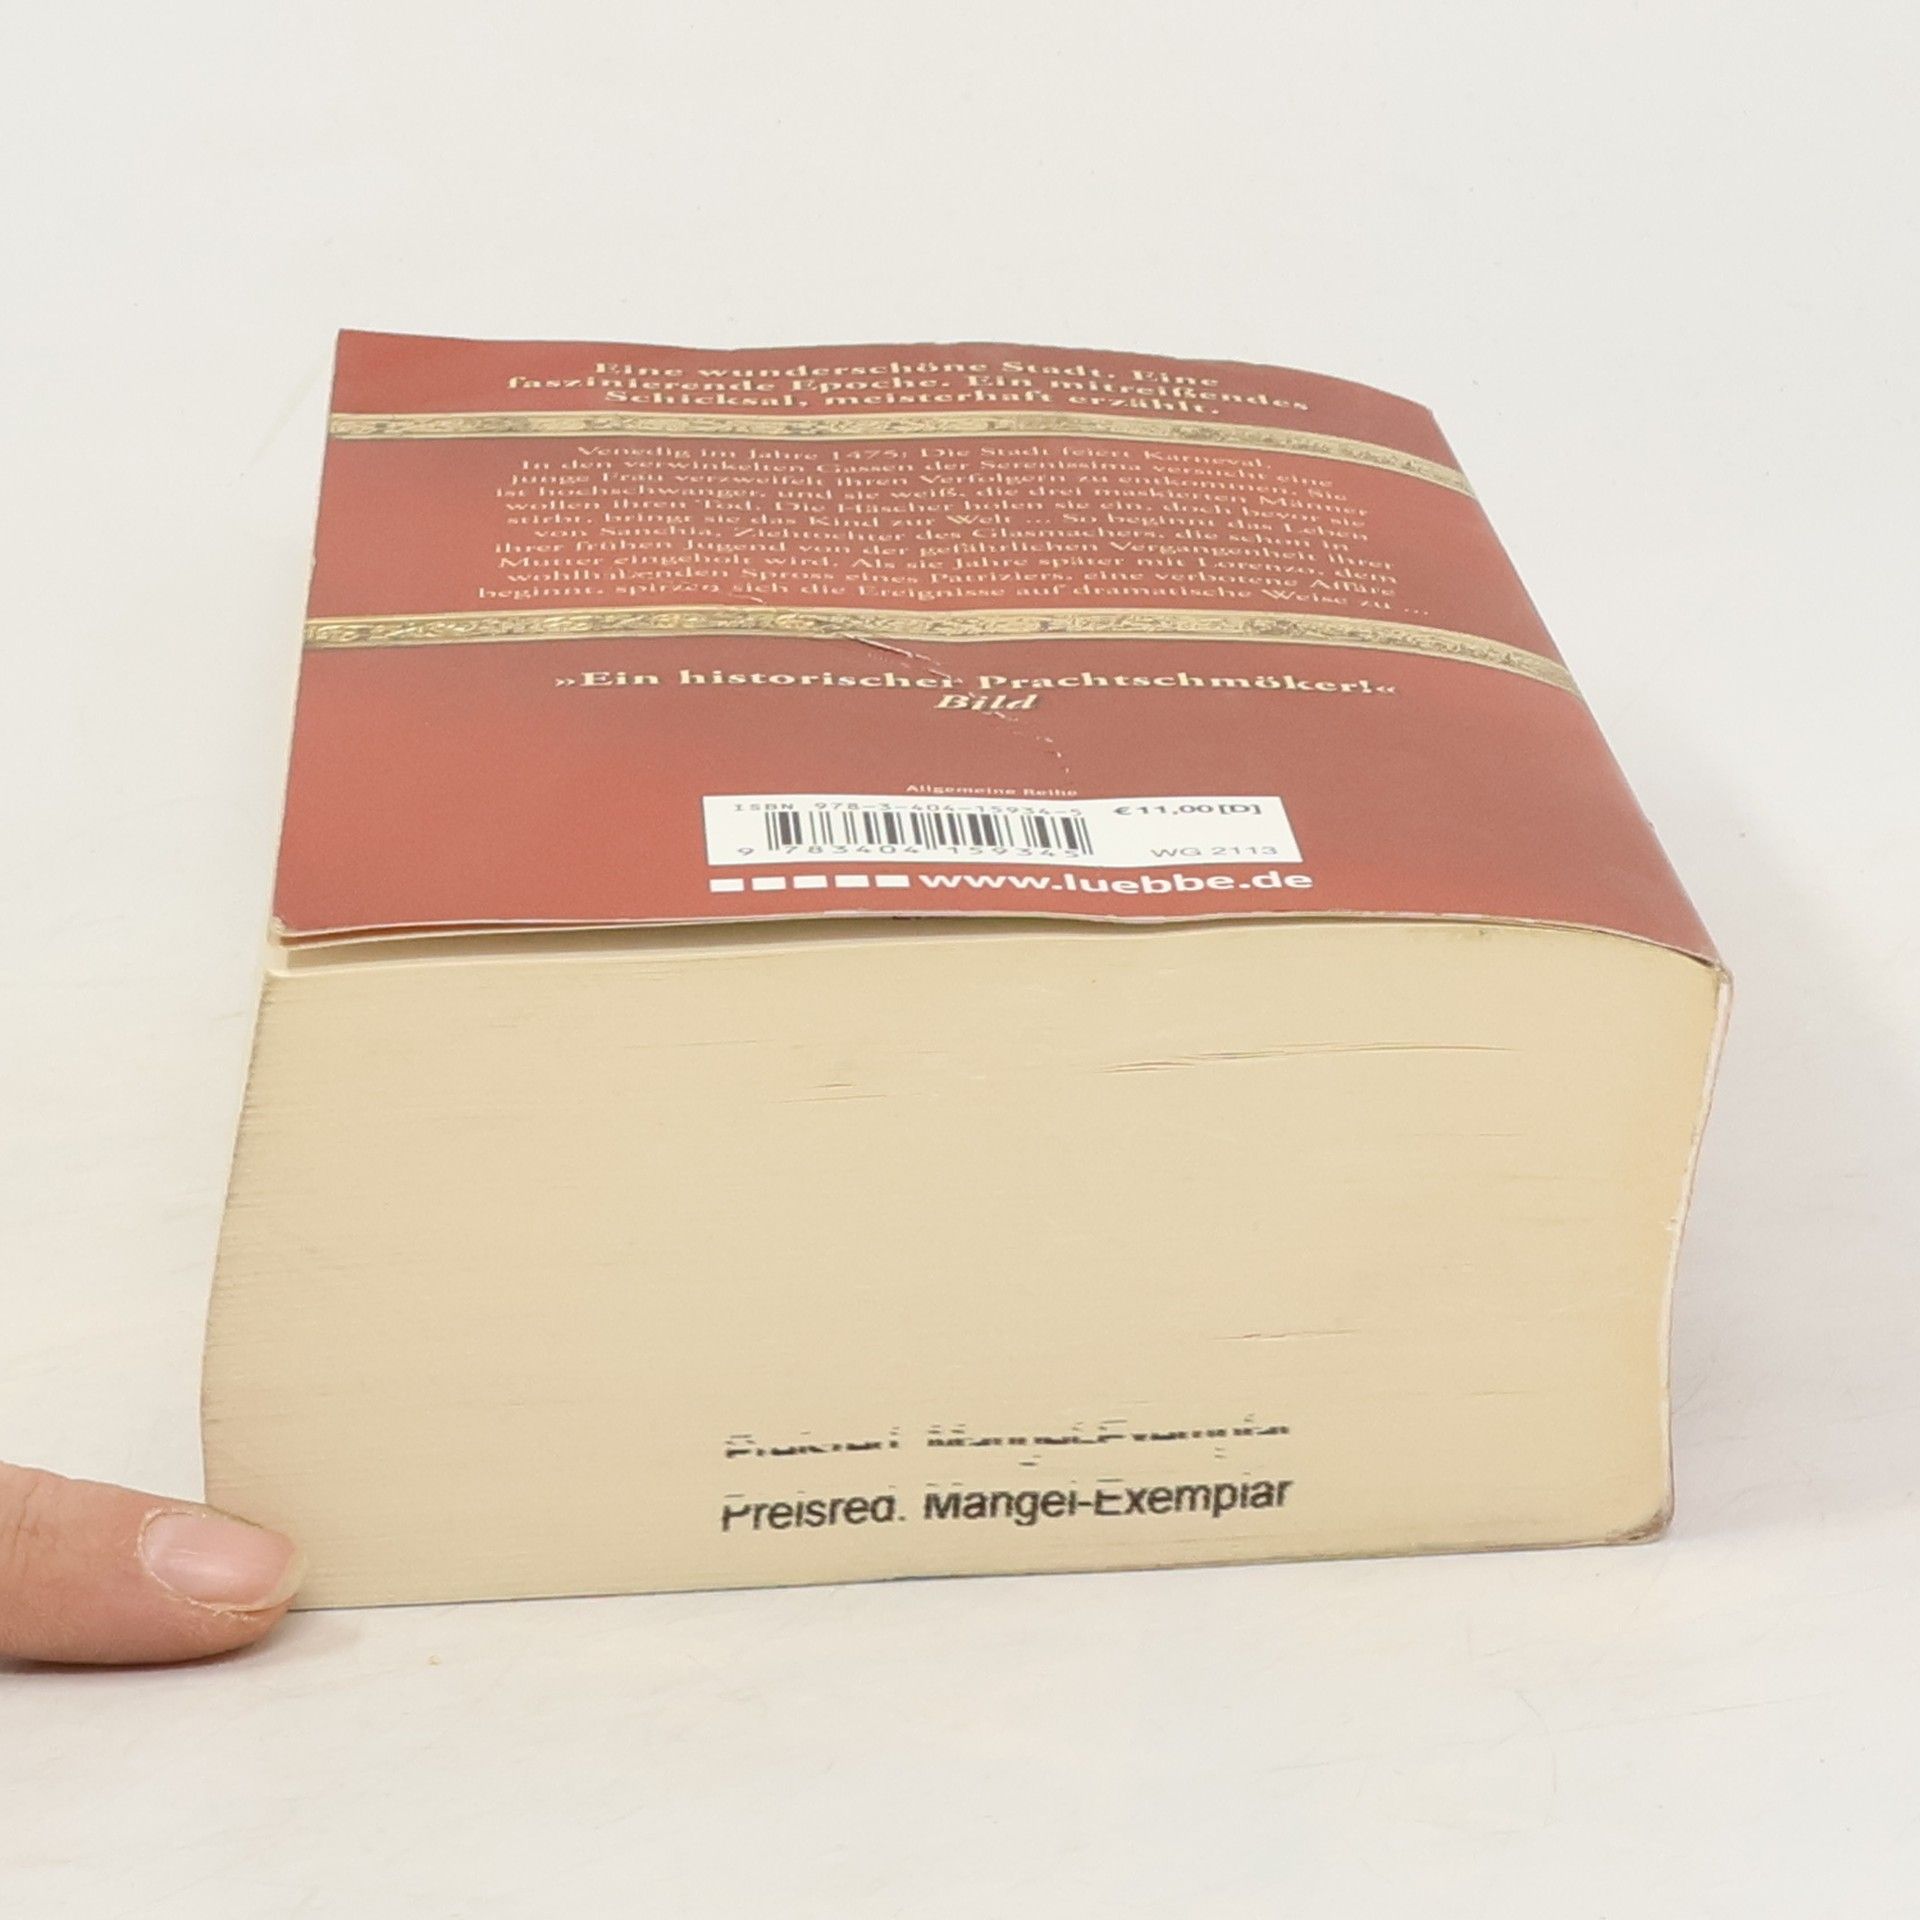 Eine wunderschöne Stadt. Eine
faszinierende Epoche. Ein mitreißendes
Schicksal, meisterhaft erzählt.
Venedig im Jahre 1475: Die Stadt feiert Karneval.
In den verwinkelten Gassen der Serenissima versucht eine
junge Frau verzweifelt ihren Verfolgern zu entkommen. Sie
ist hochschwanger, und sie weiß, die drei maskierten Männer
wollen ihren Tod. Die Häscher holen sie ein, doch bevor sie
stirbt, bringt sie das Kind zur Welt ... So beginnt das Leben
von Sanchia, Ziehtochter des Glasmachers, die schon in
ihrer frühen Jugend von der gefährlichen Vergangenheit ihrer
Mutter eingeholt wird. Als sie Jahre später mit Lorenzo, dem
wohlhabenden Spross eines Patriziers, eine verbotene Affäre
beginnt, spitzen sich die Ereignisse auf dramatische Weise zu ...
»Ein historischer Prachtschmöker!«
Bild
Allgemeine Reihe
ISBN 978-3-404-15934-5 €11,00[D]
9 783404 159345 WG 2113
www.luebbe.de
Preisred. Mangel-Exemplar